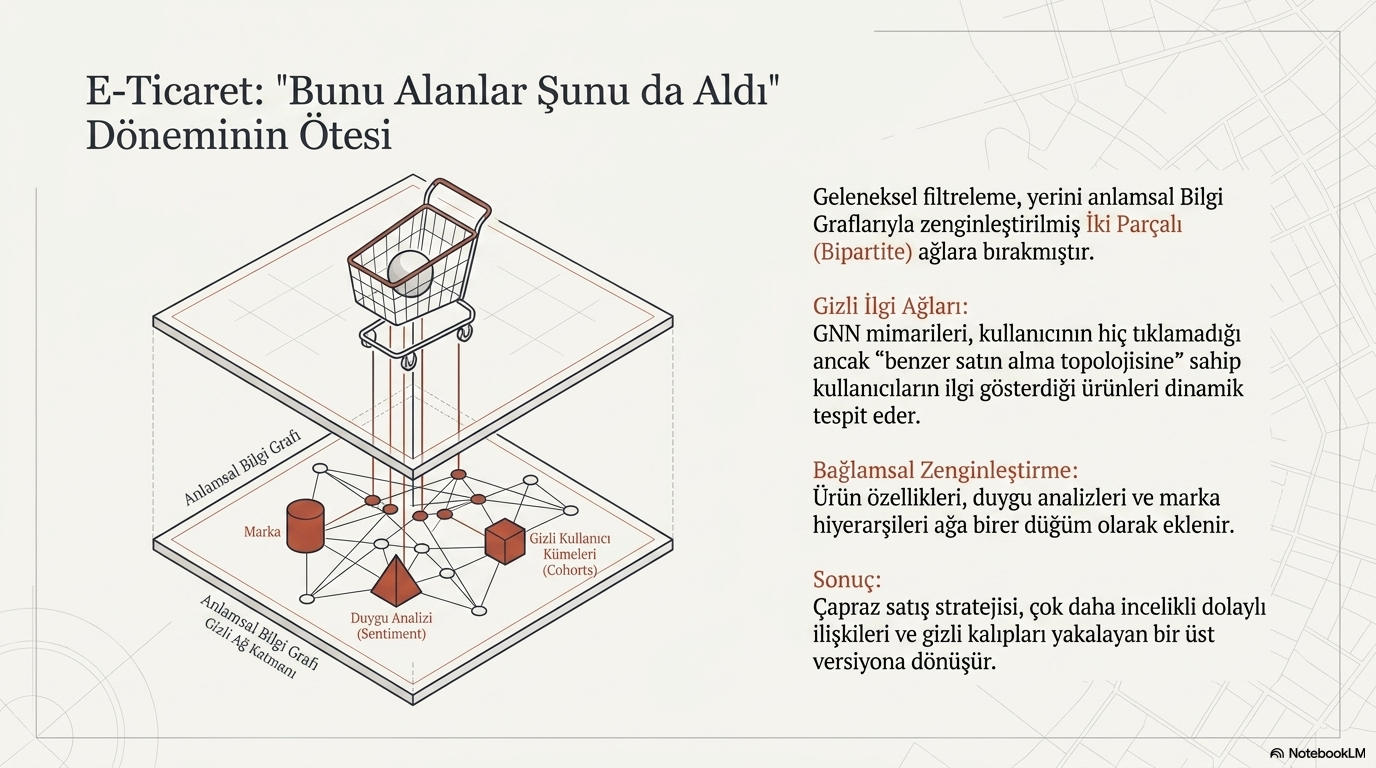 E-Ticaret: "Bunu Alanlar Şunu da Aldı"
Döneminin Ötesi
Anlamsal Bilgi Grafı
Marka
Gizli Kullanıcı
Kümeleri
(Cohorts)
Duygu Analizi
(Sentiment)
Anlamsal Bilgi Grafı
Gizli Ağ Katmanı
Geleneksel filtreleme, yerini anlamsal Bilgi
Graflarıyla zenginleştirilmiş İki Parçalı
(Bipartite) ağlara bırakmıştır.
Gizli İlgi Ağları:
GNN mimarileri, kullanıcının hiç tıklamadığı
ancak “benzer satın alma topolojisine” sahip
kullanıcıların ilgi gösterdiği ürünleri dinamik
tespit eder.
Bağlamsal Zenginleştirme:
Ürün özellikleri, duygu analizleri ve marka
hiyerarşileri ağa birer düğüm olarak eklenir.
Sonuç:
Çapraz satış stratejisi, çok daha incelikli dolaylı
ilişkileri ve gizli kalıpları yakalayan bir üst
versiyona dönüşür.
NotebookLM